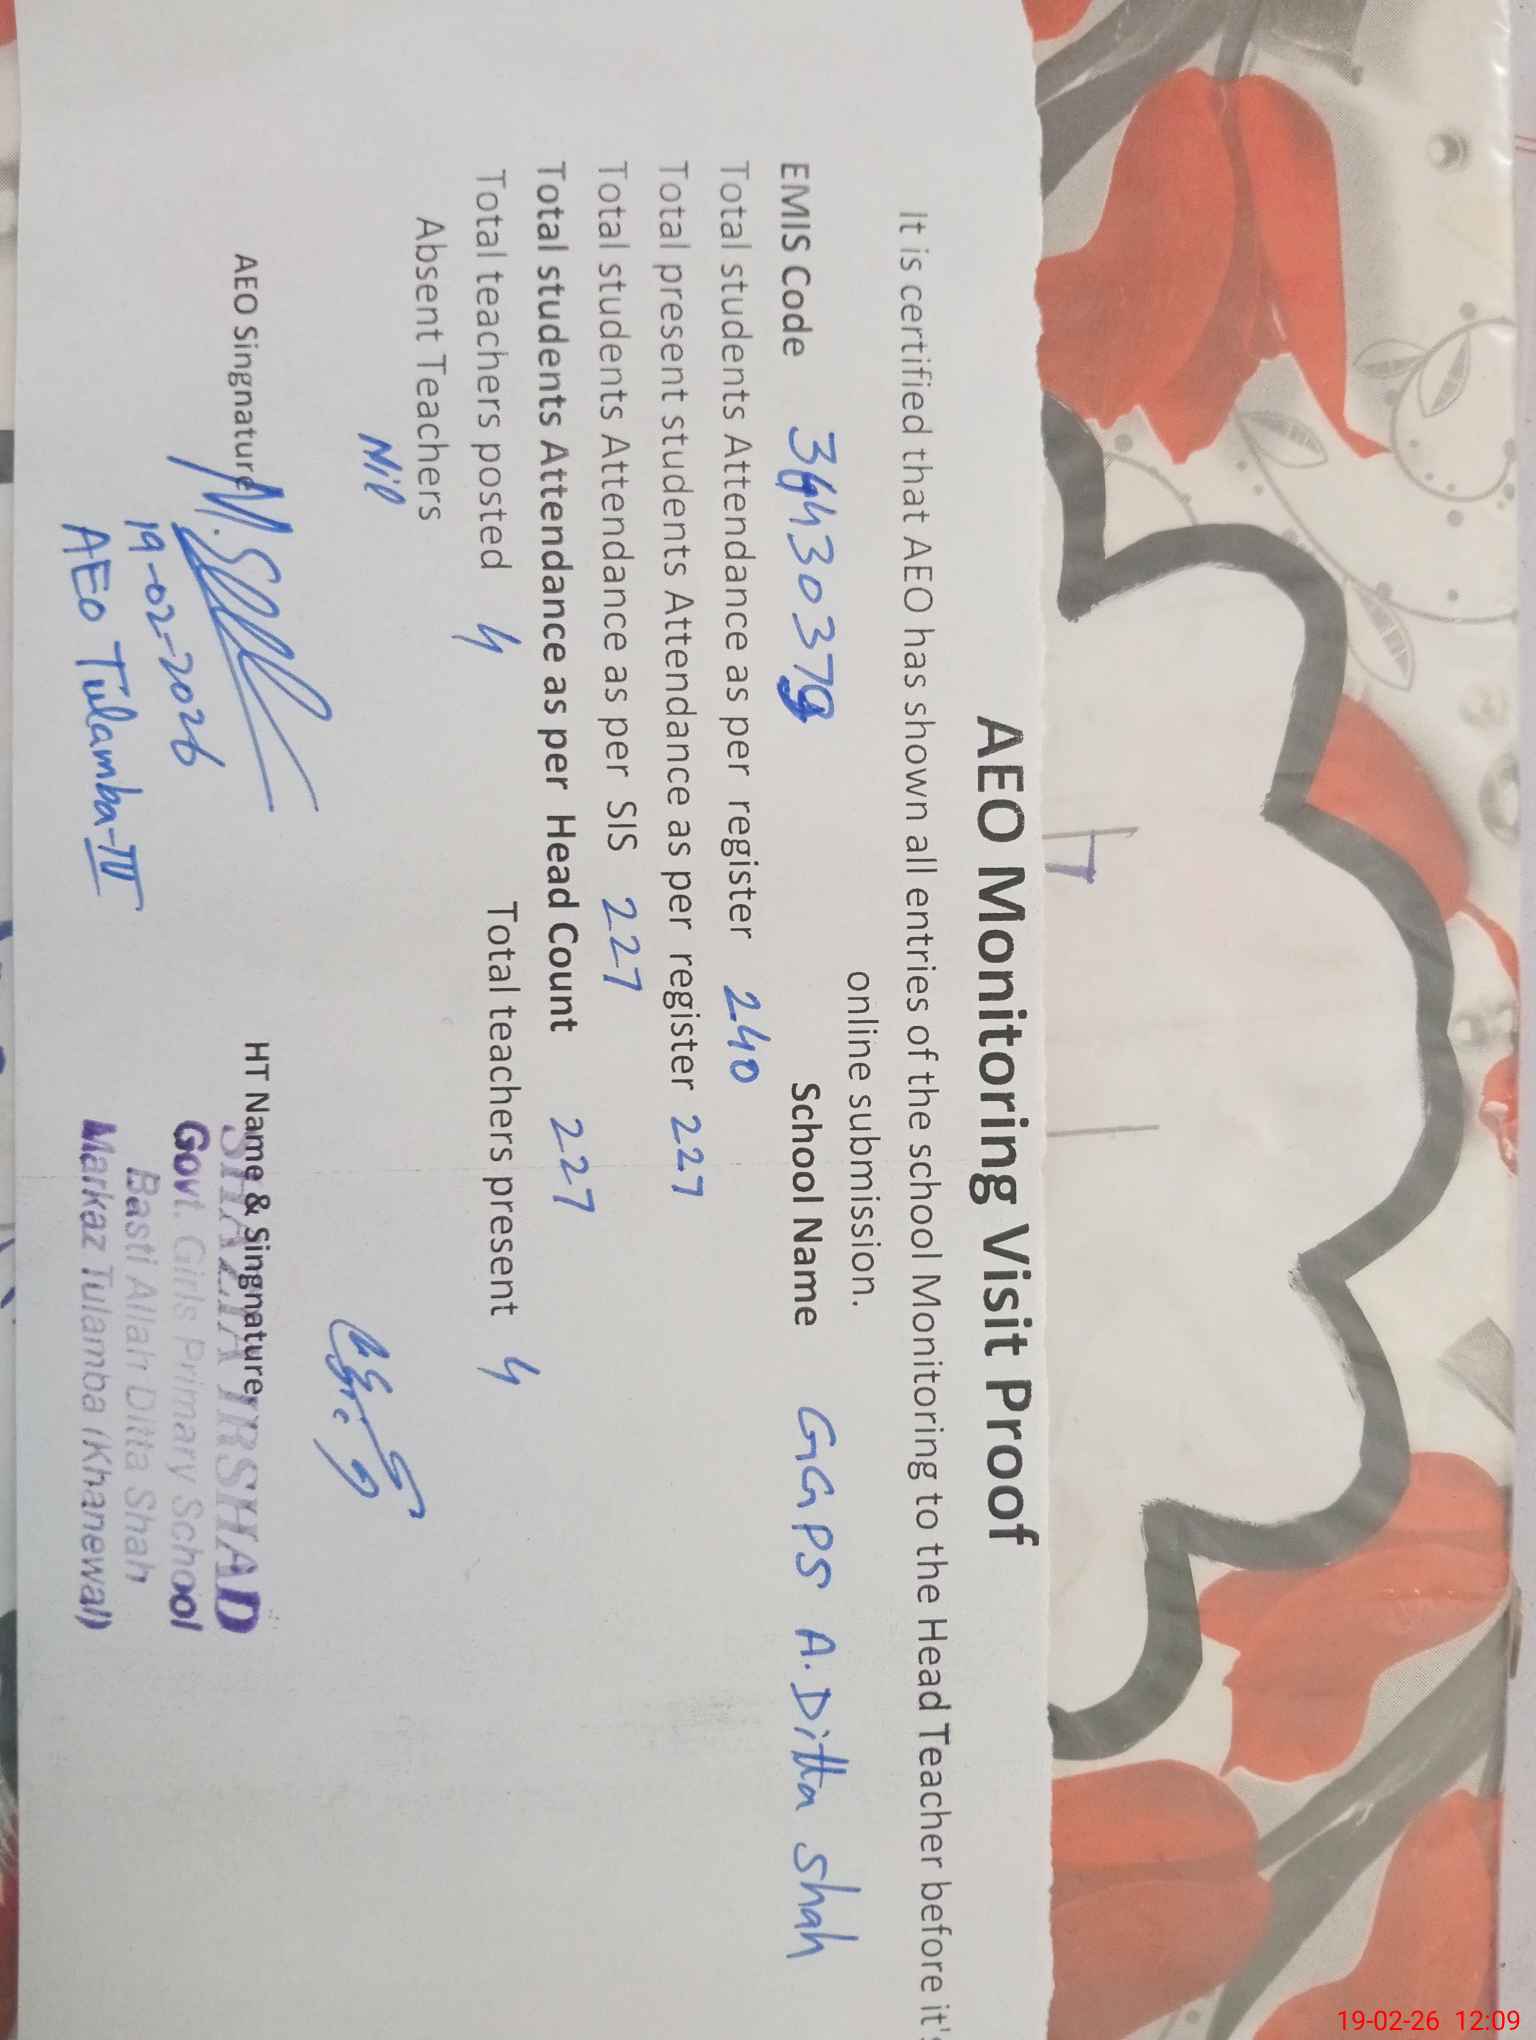 AEO Monitoring Visit Proof
It is certified that AEO has shown all entries of the school Monitoring to the Head Teacher before it's
online submission.
EMIS Code School Name GGPS A.Ditta Shah
Total students Attendance as per register 240
Total present students Attendance as per register 227
Total students Attendance as per SIS 227
Total students Attendance as per Head Count 227
Total teachers posted 4 Total teachers present 4
Absent Teachers
Nil
AEO Singnature
19-02-2026
AEO Tulamba-IV
HT Name & Singnature
SHAZIA IRSHAD
Govt. Girls Primary School
Basti Allah Ditta Shah
Markaz Tulamba (Khanewal)
19-02-26 12:09